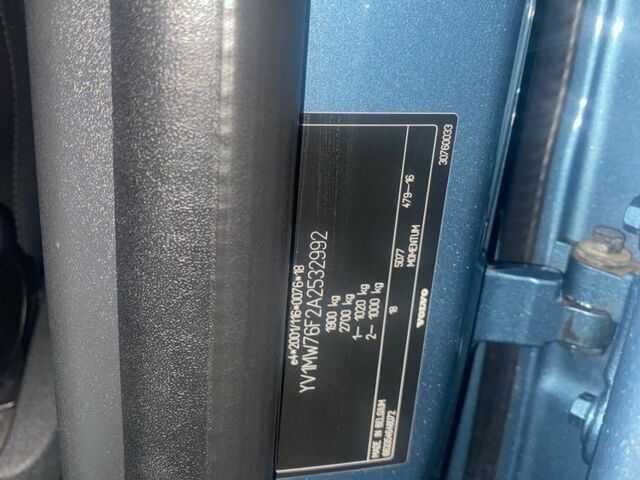 e4*2001/116*0076*18
YV1MW76F2A2532992
1900 kg
2700 kg
1– 1020 kg
2– 1000 kg
18
5D77 479–16
MOMENTUM
VOLVO 30760033
MADE IN BELGIUM